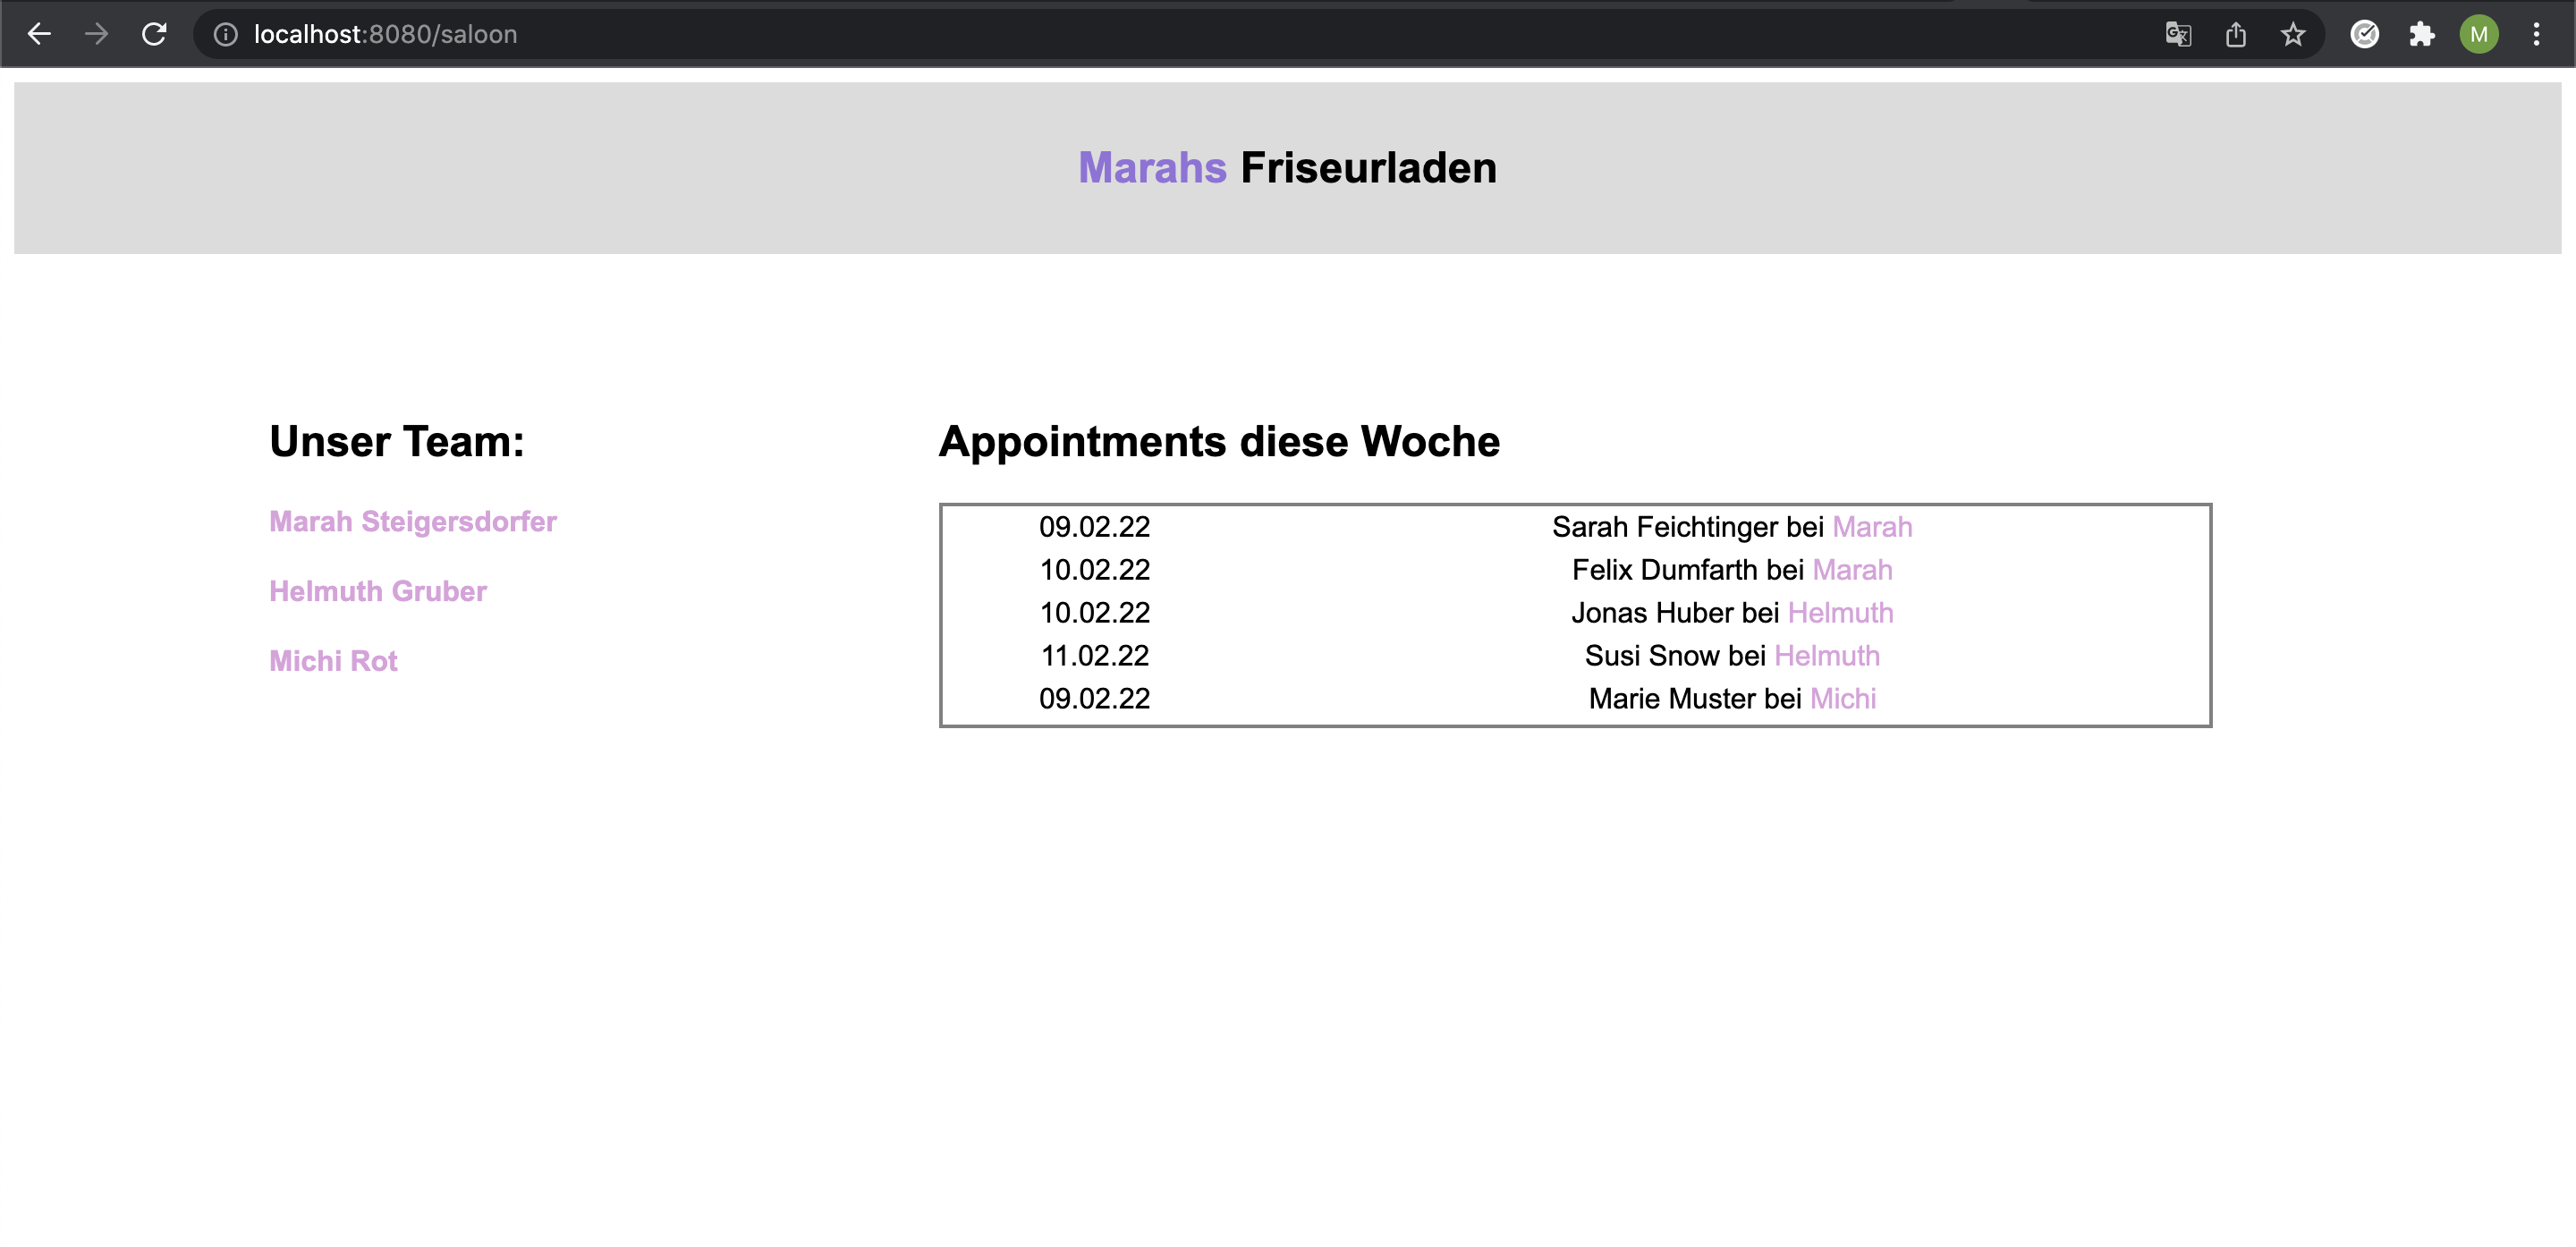 localhost:8080/saloon
M
Marahs Friseurladen
Unser Team:
Marah Steigersdorfer
Helmuth Gruber
Michi Rot
Appointments diese Woche
09.02.22 Sarah Feichtinger bei Marah
10.02.22 Felix Dumfarth bei Marah
10.02.22 Jonas Huber bei Helmuth
11.02.22 Susi Snow bei Helmuth
09.02.22 Marie Muster bei Michi